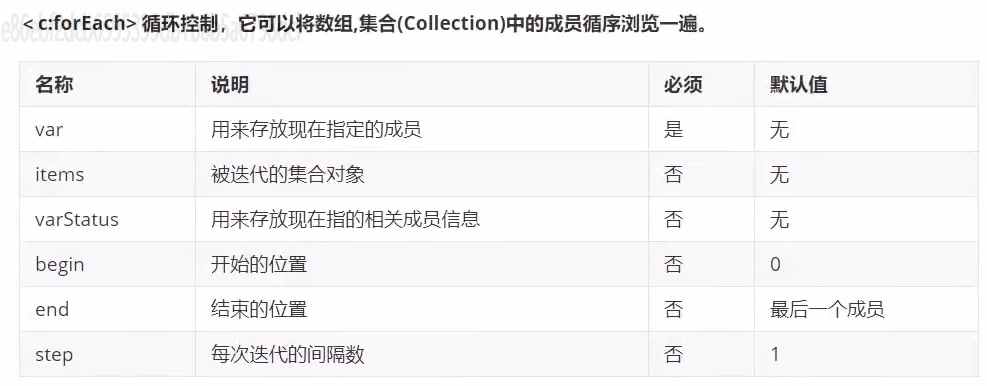 < c:forEach> 循环控制，它可以将数组,集合(Collection)中的成员循序浏览一遍。
名称 说明 必须 默认值
var 用来存放现在指定的成员 是 无
items 被迭代的集合对象 否 无
varStatus 用来存放现在指的相关成员信息 否 无
begin 开始的位置 否 0
end 结束的位置 否 最后一个成员
step 每次迭代的间隔数 否 1